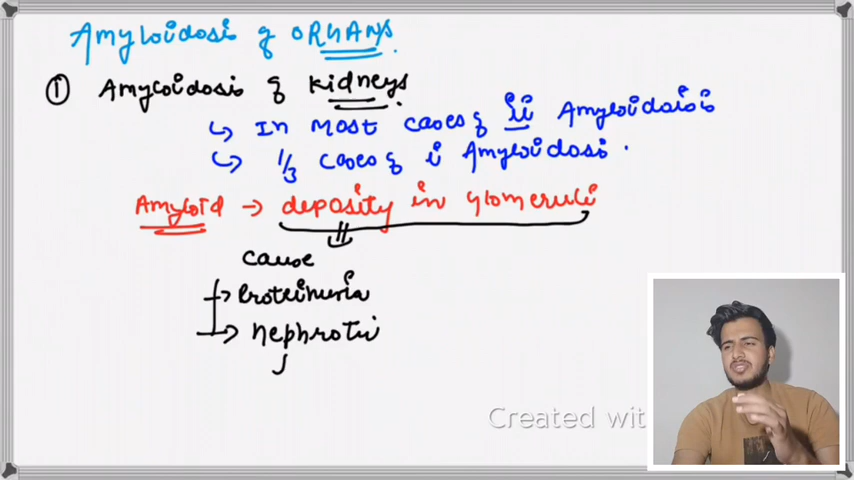 Amyloidosis of ORGANS.
① Amyloidosis of kidneys.
↳ In Most cases of ii Amyloidosis
↳ 1/3 cases of i Amyloidosi .
Amyloid → deposity in glomeruli
cause
→ Proteinuria
→ nephroti
Created wit